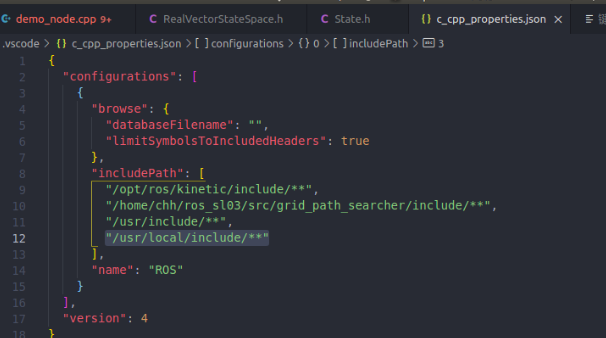 demo_node.cpp 9+ RealVectorStateSpace.h State.h c_cpp_properties.json
.vscode > c_cpp_properties.json > [ ] configurations > {} 0 > [ ] includePath > 3
1 {
2 "configurations": [
3 {
4 "browse": {
5 "databaseFilename": "",
6 "limitSymbolsToIncludedHeaders": true
7 },
8 "includePath": [
9 "/opt/ros/kinetic/include/**",
10 "/home/chh/ros_sl03/src/grid_path_searcher/include/**",
11 "/usr/include/**",
12 "/usr/local/include/**"
13 ],
14 "name": "ROS"
15 }
16 ],
17 "version": 4
18 }